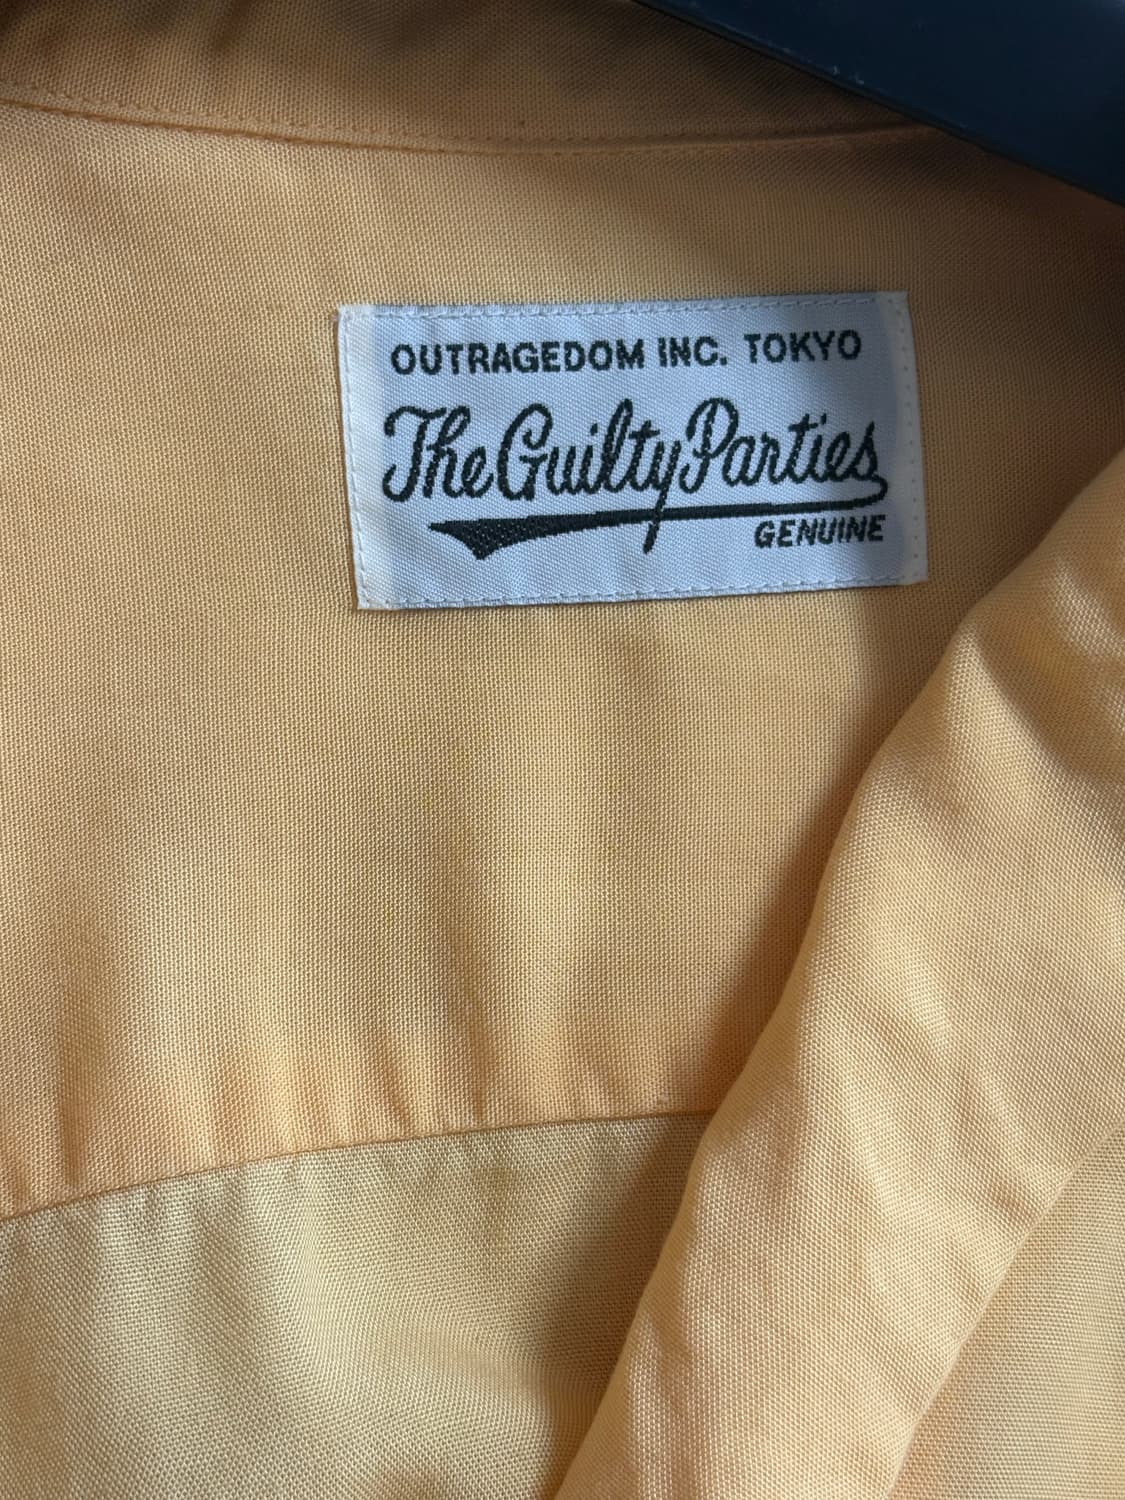 OUTRAGEDOM INC. TOKYO
The Guilty Parties
GENUINE